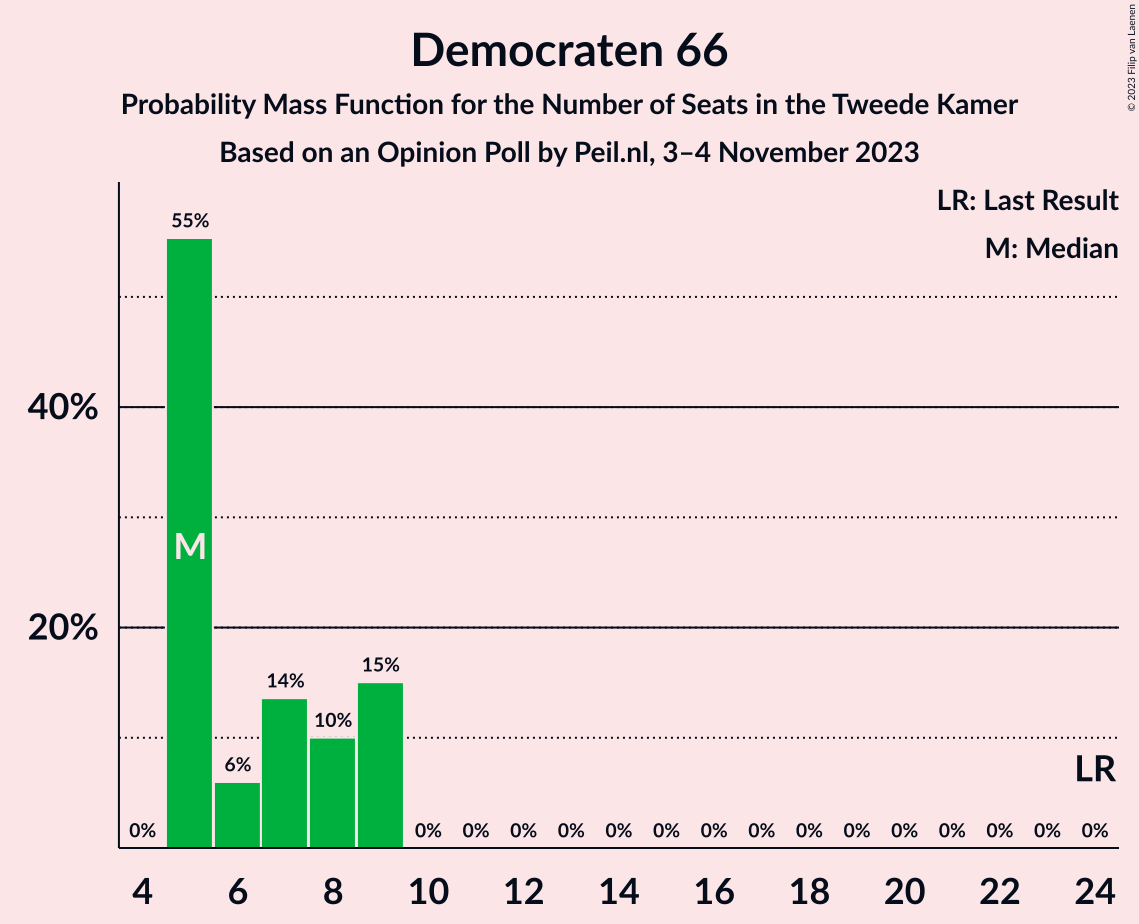 Democraten 66
Probability Mass Function for the Number of Seats in the Tweede Kamer
Based on an Opinion Poll by Peil.nl, 3–4 November 2023
© 2023 Filip van Laenen
LR: Last Result
M: Median
55%
40%
M
20%
15%
14%
10%
6%
LR
0% 0% 0% 0% 0% 0% 0% 0% 0% 0% 0% 0% 0% 0% 0% 0%
4 6 8 10 12 14 16 18 20 22 24